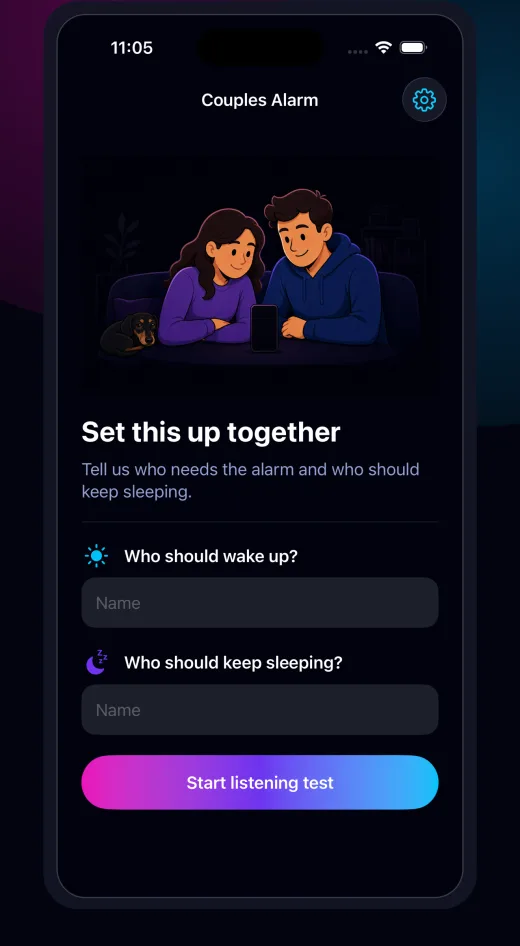 11:05
Couples Alarm
Set this up together
Tell us who needs the alarm and who should
keep sleeping.
Who should wake up?
Name
z z z
Who should keep sleeping?
Name
Start listening test